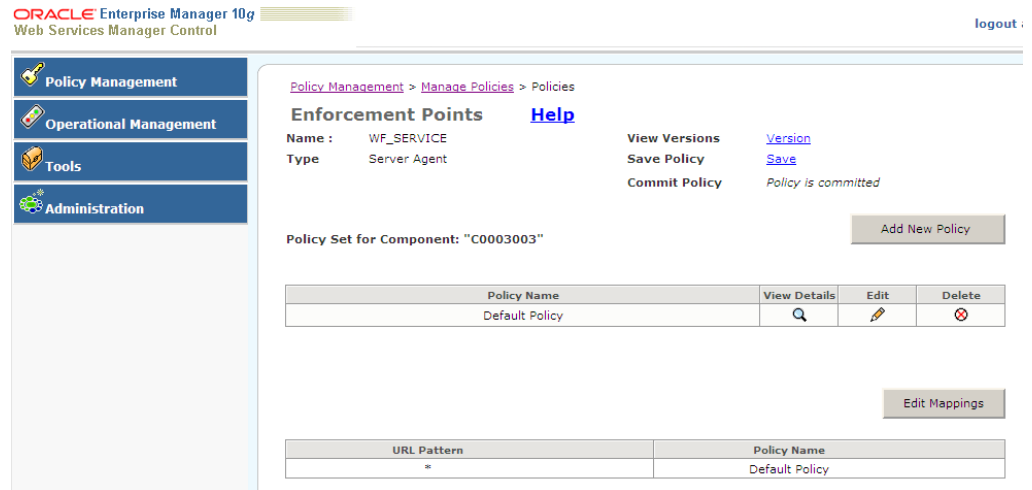 ORACLE Enterprise Manager 10g
Web Services Manager Control
logout
Policy Management
Operational Management
Tools
Administration
Policy Management > Manage Policies > Policies
Enforcement Points Help
Name : WF_SERVICE View Versions Version
Type Server Agent Save Policy Save
Commit Policy Policy is committed
Add New Policy
Policy Set for Component: "C0003003"
Policy Name View Details Edit Delete
Default Policy
Edit Mappings
URL Pattern Policy Name
* Default Policy